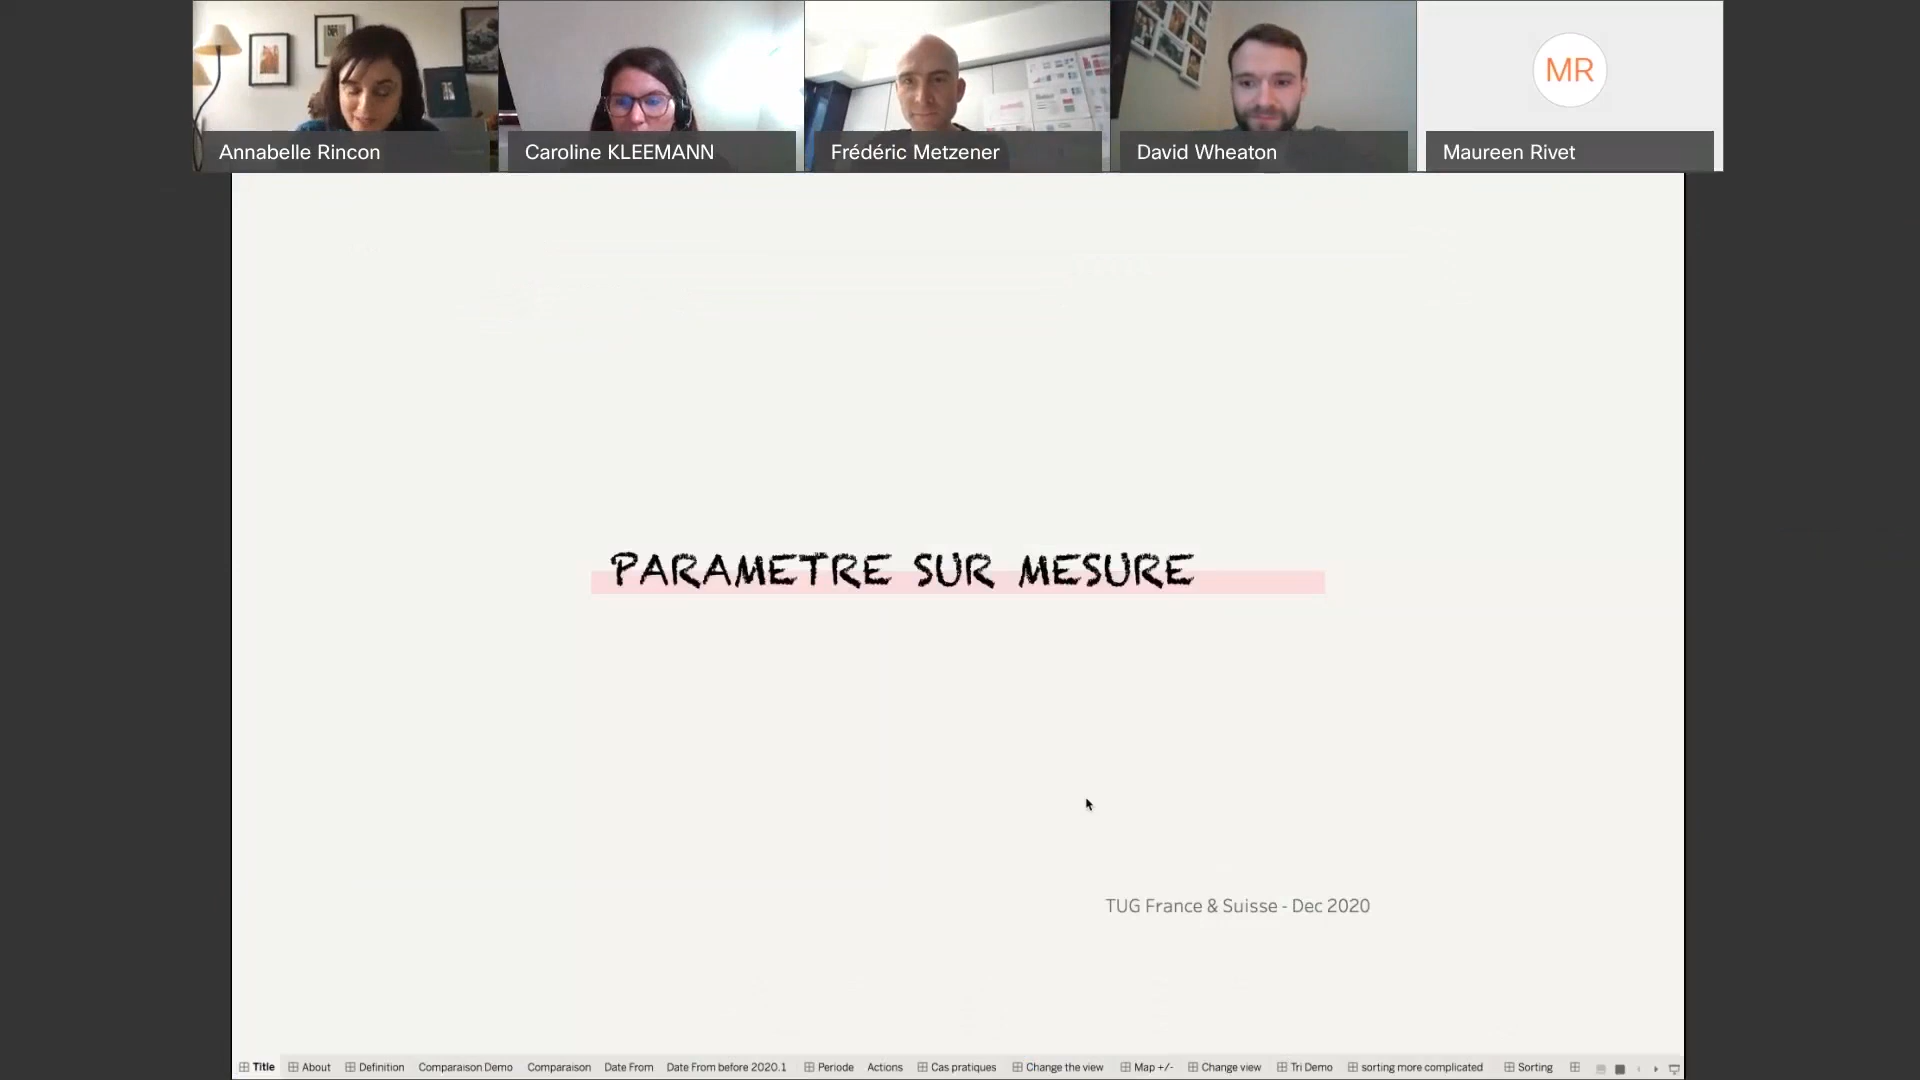 MR
Annabelle Rincon
Caroline KLEEMANN
Frédéric Metzener
David Wheaton
Maureen Rivet
PARAMETRE SUR MESURE
TUG France & Suisse - Dec 2020
Title About Definition Comparaison Demo Comparaison Date From Date From before 2020.1 Periode Actions Cas pratiques Change the view Map +/- Change view Tri Demo sorting more complicated Sorting